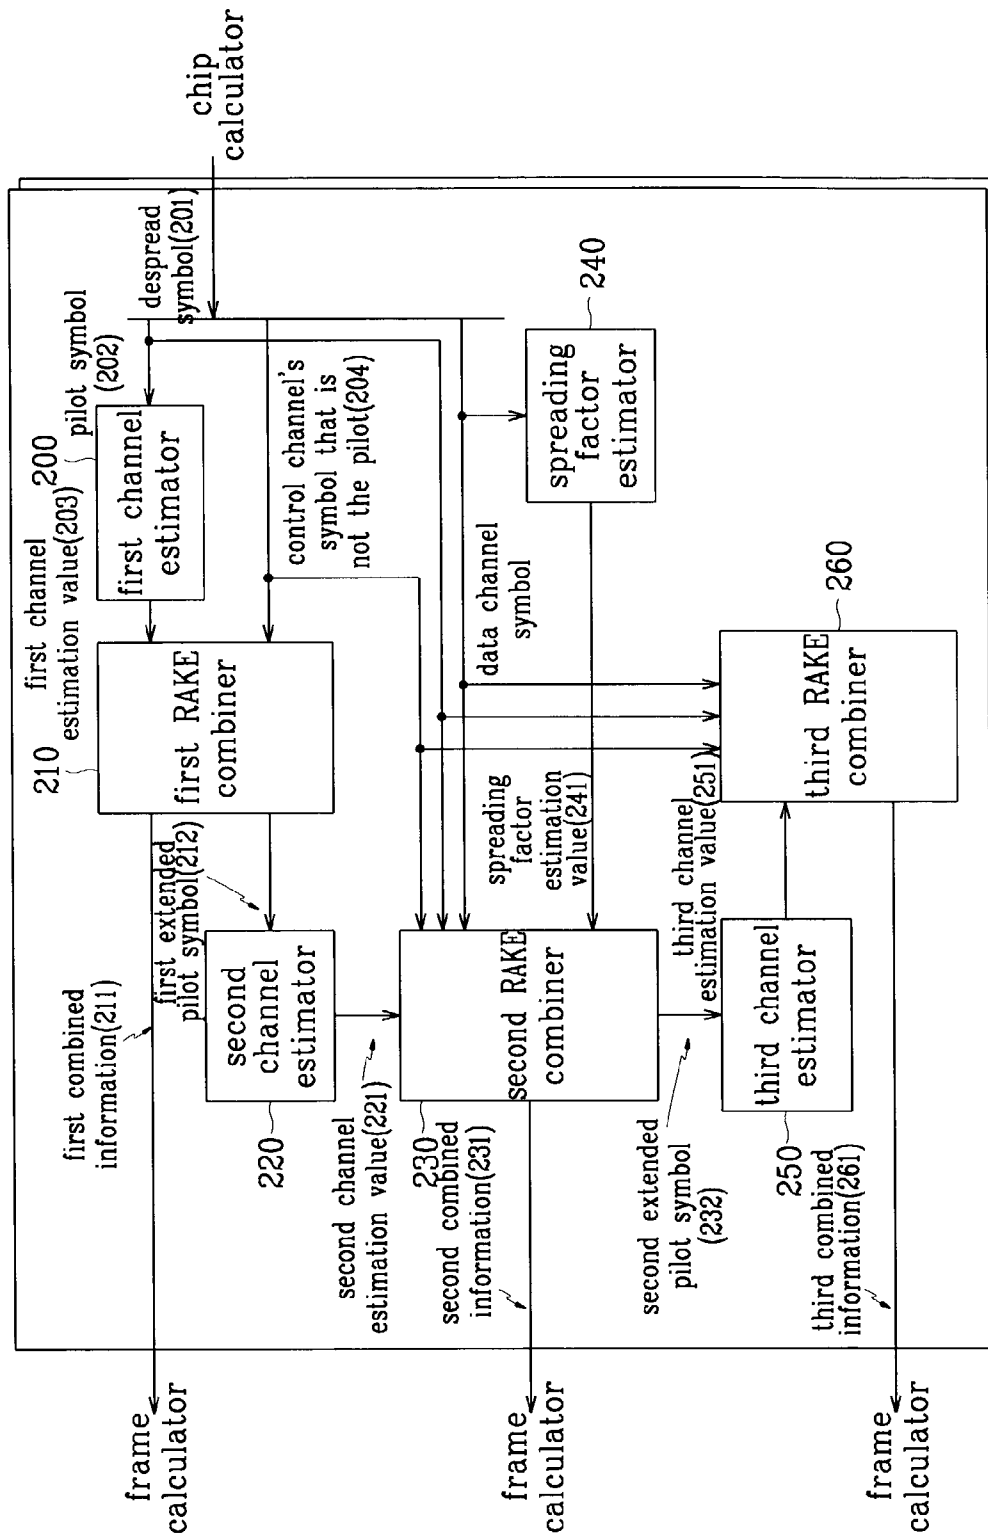 chip
calculator
despread
symbol(201)
pilot symbol
(202)
200
first channel
estimator
first channel
estimation value(203)
210
first RAKE
combiner
control channel's
symbol that is
not the pilot(204)
240
spreading
factor
estimator
data channel
symbol
260
third RAKE
combiner
spreading
factor
estimation
value(241)
third channel
estimation value(251)
first extended
pilot symbol(212)
first combined
information(211)
second
channel
estimator
220
second channel
estimation value(221)
second RAKE
combiner
230
second combined
information(231)
second extended
pilot symbol
(232)
third channel
estimator
250
third combined
information(261)
frame
calculator
frame
calculator
frame
calculator